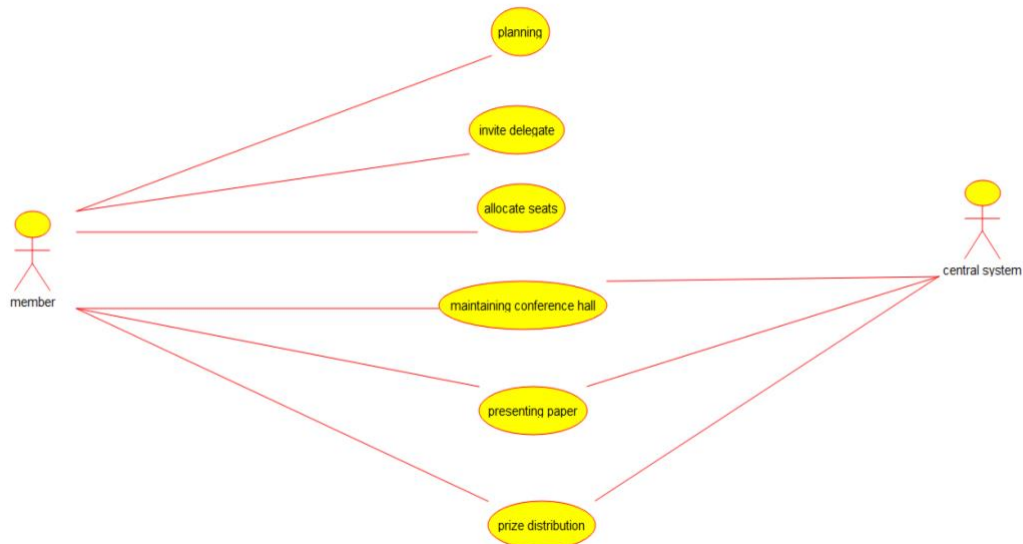 planning
invite delegate
allocate seats
member
central system
maintaining conference hall
presenting paper
prize distribution